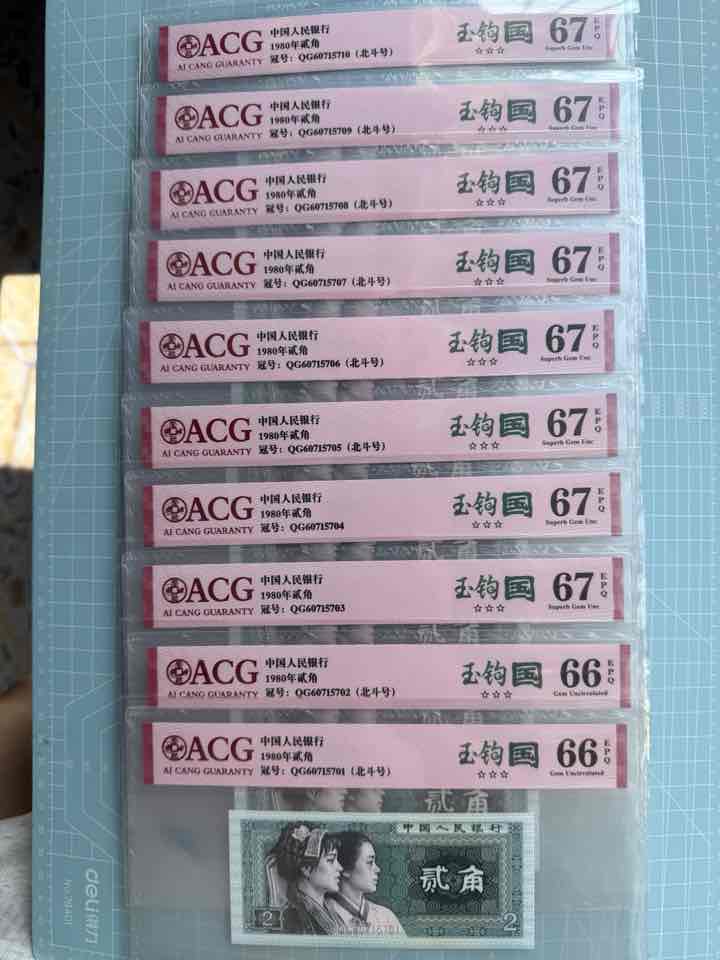 ACG
AI CANG GUARANTY
中国人民银行
1980年贰角
冠号：QG60715710（北斗号）
玉钩国
☆☆☆
67 EPQ
Superb Gem Unc
ACG
AI CANG GUARANTY
中国人民银行
1980年贰角
冠号：QG60715709（北斗号）
玉钩国
☆☆☆
67 EPQ
Superb Gem Unc
ACG
AI CANG GUARANTY
中国人民银行
1980年贰角
冠号：QG60715708（北斗号）
玉钩国
☆☆☆
67 EPQ
Superb Gem Unc
ACG
AI CANG GUARANTY
中国人民银行
1980年贰角
冠号：QG60715707（北斗号）
玉钩国
☆☆☆
67 EPQ
Superb Gem Unc
ACG
AI CANG GUARANTY
中国人民银行
1980年贰角
冠号：QG60715706（北斗号）
玉钩国
☆☆☆
67 EPQ
Superb Gem Unc
ACG
AI CANG GUARANTY
中国人民银行
1980年贰角
冠号：QG60715705（北斗号）
玉钩国
☆☆☆
67 EPQ
Superb Gem Unc
ACG
AI CANG GUARANTY
中国人民银行
1980年贰角
冠号：QG60715704
玉钩国
☆☆☆
67 EPQ
Superb Gem Unc
ACG
AI CANG GUARANTY
中国人民银行
1980年贰角
冠号：QG60715703
玉钩国
☆☆☆
67 EPQ
Superb Gem Unc
ACG
AI CANG GUARANTY
中国人民银行
1980年贰角
冠号：QG60715702（北斗号）
玉钩国
☆☆☆
66 EPQ
Gem Uncirculated
ACG
AI CANG GUARANTY
中国人民银行
1980年贰角
冠号：QG60715701（北斗号）
玉钩国
☆☆☆
66 EPQ
Gem Uncirculated
贰角
中国人民银行
贰角
2
2
deli得力
No.78401